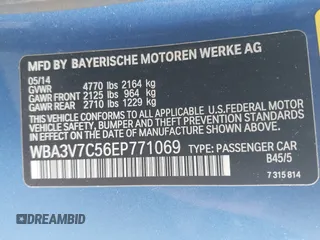 MFD BY BAYERISCHE MOTOREN WERKE AG
05/14
GVWR 4770 lbs 2164 kg
GAWR FRONT 2125 lbs 964 kg
GAWR REAR 2710 lbs 1229 kg
THIS VEHICLE CONFORMS TO ALL APPLICABLE
U.S.FEDERAL MOTOR
VEHICLE SAFETY, BUMPER, AND THEFT PREVENTION
STANDARDS IN EFFECT ON THE DATE OF
MANUFACTURE SHOWN ABOVE.
WBA3V7C56EP771069 TYPE: PASSENGER CAR
B45/5
7 315 814